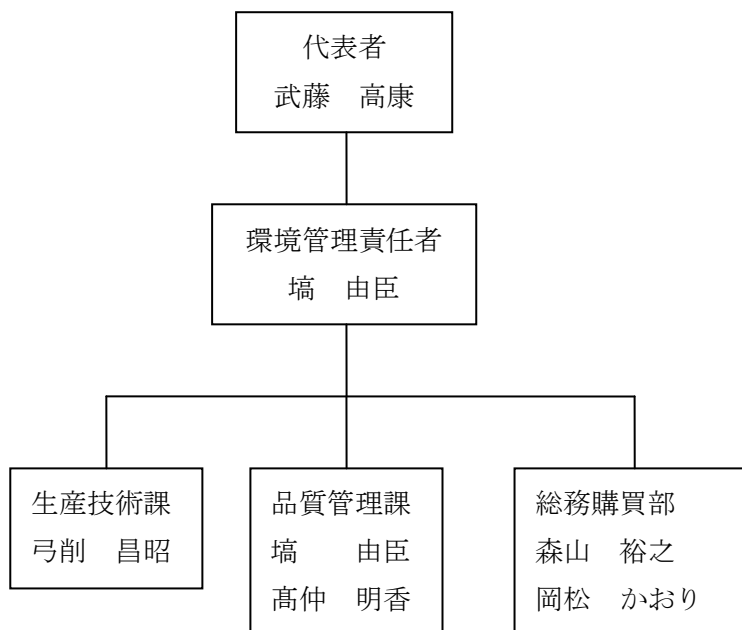 代表者
武藤　高康
環境管理責任者
塙　由臣
生産技術課
弓削　昌昭
品質管理課
塙　　由臣
髙仲　明香
総務購買部
森山　裕之
岡松　かおり